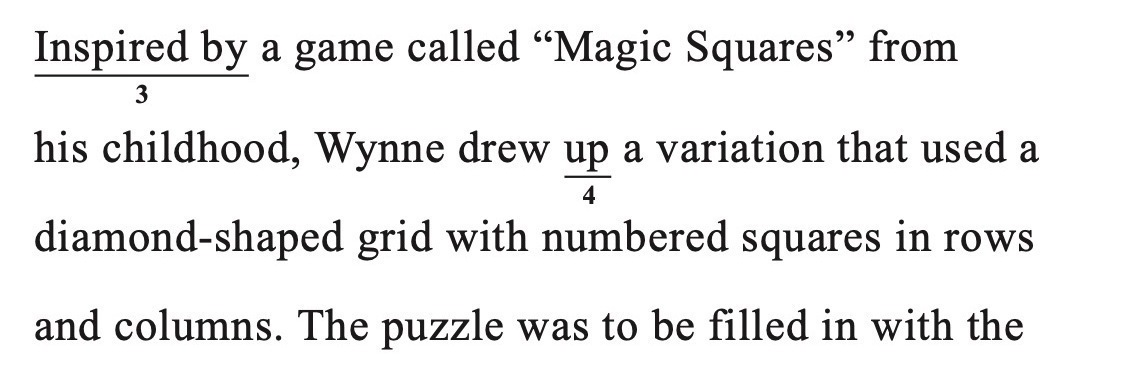 Inspired by a game called “Magic Squares” from
3
his childhood, Wynne drew up a variation that used a
4
diamond-shaped grid with numbered squares in rows
and columns. The puzzle was to be filled in with the